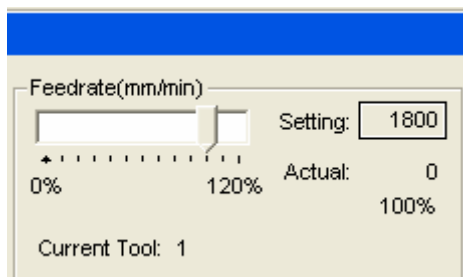 Feedrate(mm/min)
Setting: 1800
0% 120%
Actual: 0
100%
Current Tool: 1